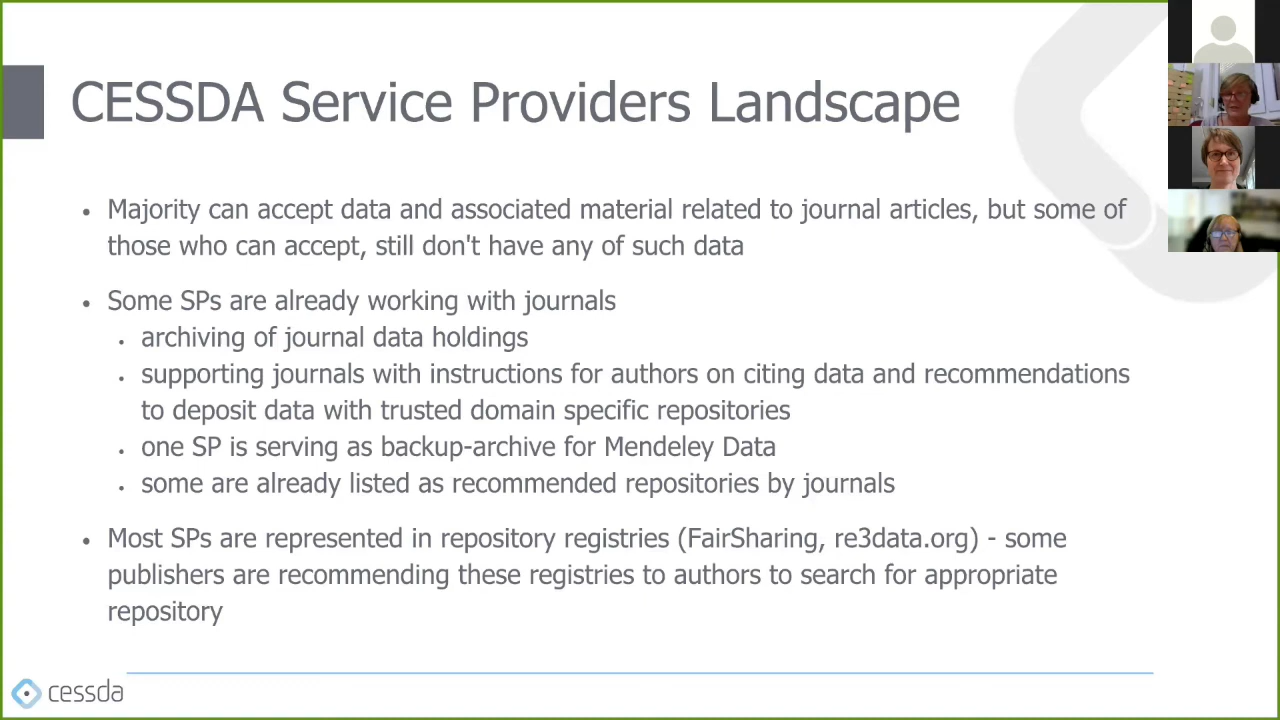 CESSDA Service Providers Landscape
• Majority can accept data and associated material related to journal articles, but some of
those who can accept, still don't have any of such data
• Some SPs are already working with journals
• archiving of journal data holdings
• supporting journals with instructions for authors on citing data and recommendations
to deposit data with trusted domain specific repositories
• one SP is serving as backup-archive for Mendeley Data
• some are already listed as recommended repositories by journals
• Most SPs are represented in repository registries (FairSharing, re3data.org) - some
publishers are recommending these registries to authors to search for appropriate
repository
cessda